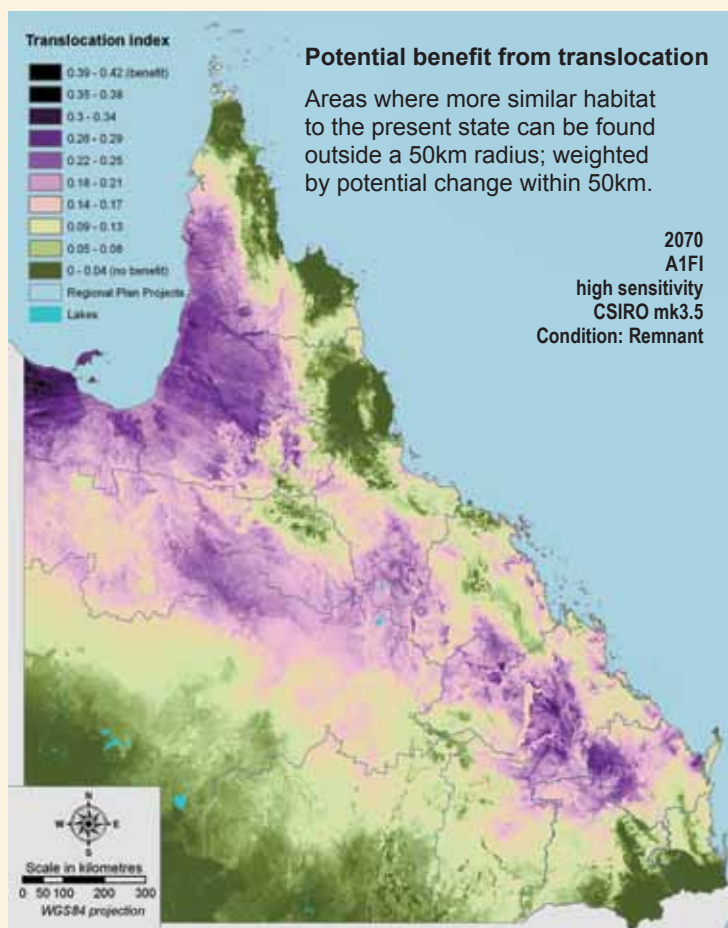 Translocation index
0.39 - 0.42 (benefit)
0.35 - 0.38
0.3 - 0.34
0.26 - 0.29
0.22 - 0.25
0.18 - 0.21
0.14 - 0.17
0.09 - 0.13
0.05 - 0.08
0 - 0.04 (no benefit)
Regional Plan Projects
Lakes
Potential benefit from translocation
Areas where more similar habitat
to the present state can be found
outside a 50km radius; weighted
by potential change within 50km.
2070
A1FI
high sensitivity
CSIRO mk3.5
Condition: Remnant
N
W E
S
Scale in kilometres
0 50 100 200 300
WGS84 projection